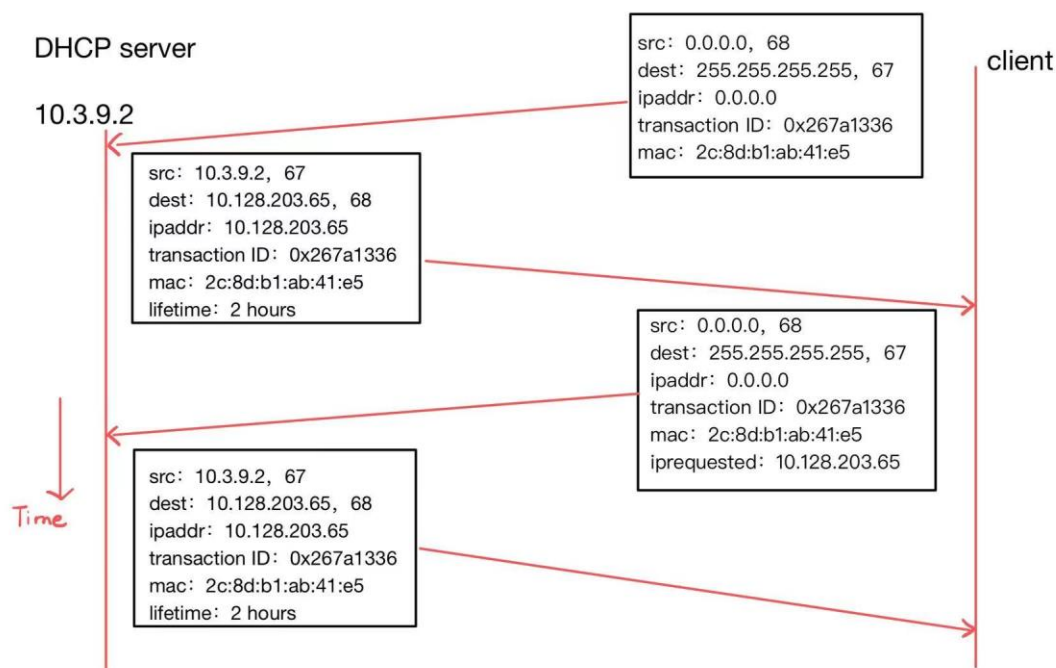 DHCP server
client
10.3.9.2
src：0.0.0.0，68
dest：255.255.255.255，67
ipaddr：0.0.0.0
transaction ID：0x267a1336
mac：2c:8d:b1:ab:41:e5
src：10.3.9.2，67
dest：10.128.203.65，68
ipaddr：10.128.203.65
transaction ID：0x267a1336
mac：2c:8d:b1:ab:41:e5
lifetime：2 hours
src：0.0.0.0，68
dest：255.255.255.255，67
ipaddr：0.0.0.0
transaction ID：0x267a1336
mac：2c:8d:b1:ab:41:e5
iprequested：10.128.203.65
src：10.3.9.2，67
dest：10.128.203.65，68
ipaddr：10.128.203.65
transaction ID：0x267a1336
mac：2c:8d:b1:ab:41:e5
lifetime：2 hours
Time